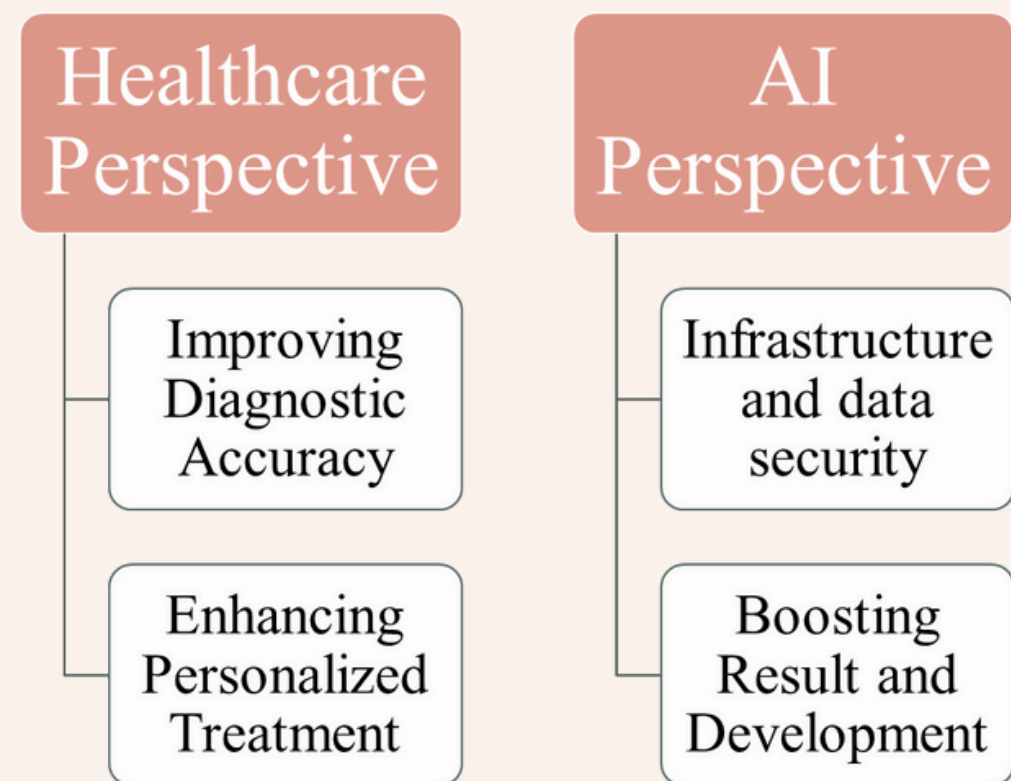 Healthcare
Perspective
Improving
Diagnostic
Accuracy
Enhancing
Personalized
Treatment
AI
Perspective
Infrastructure
and data
security
Boosting
Result and
Development